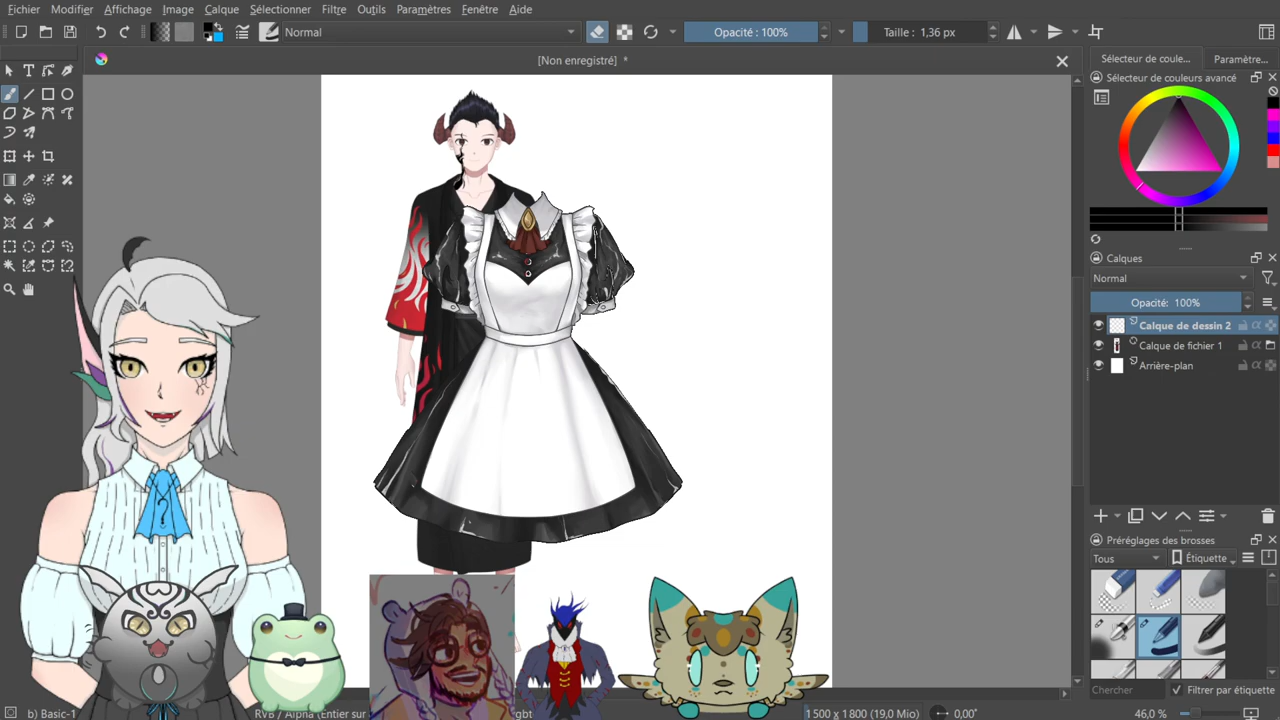 Fichier Modifier Affichage Image Calque Sélectionner Filtre Outils Paramètres Fenêtre Aide
Normal Opacité : 100% Taille : 1,36 px
[Non enregistré] *
Sélecteur de coule... Paramètre...
Sélecteur de couleurs avancé
Calques
Normal
Opacité: 100%
Calque de dessin 2
Calque de fichier 1
Arrière-plan
Préréglages des brosses
Tous Étiquette
Chercher Filtrer par étiquette
b) Basic-1 RVB / Alpha (Entier sur 1 500 x 1 800 (19,0 Mio) 0,00° 46,0 %